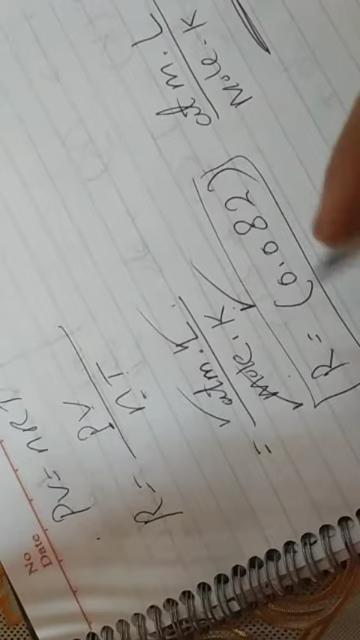 No
Date
PV = nRT
R = PV / nT
= atm.L / mole.K
R = (0.082) atm.L / Mole.K